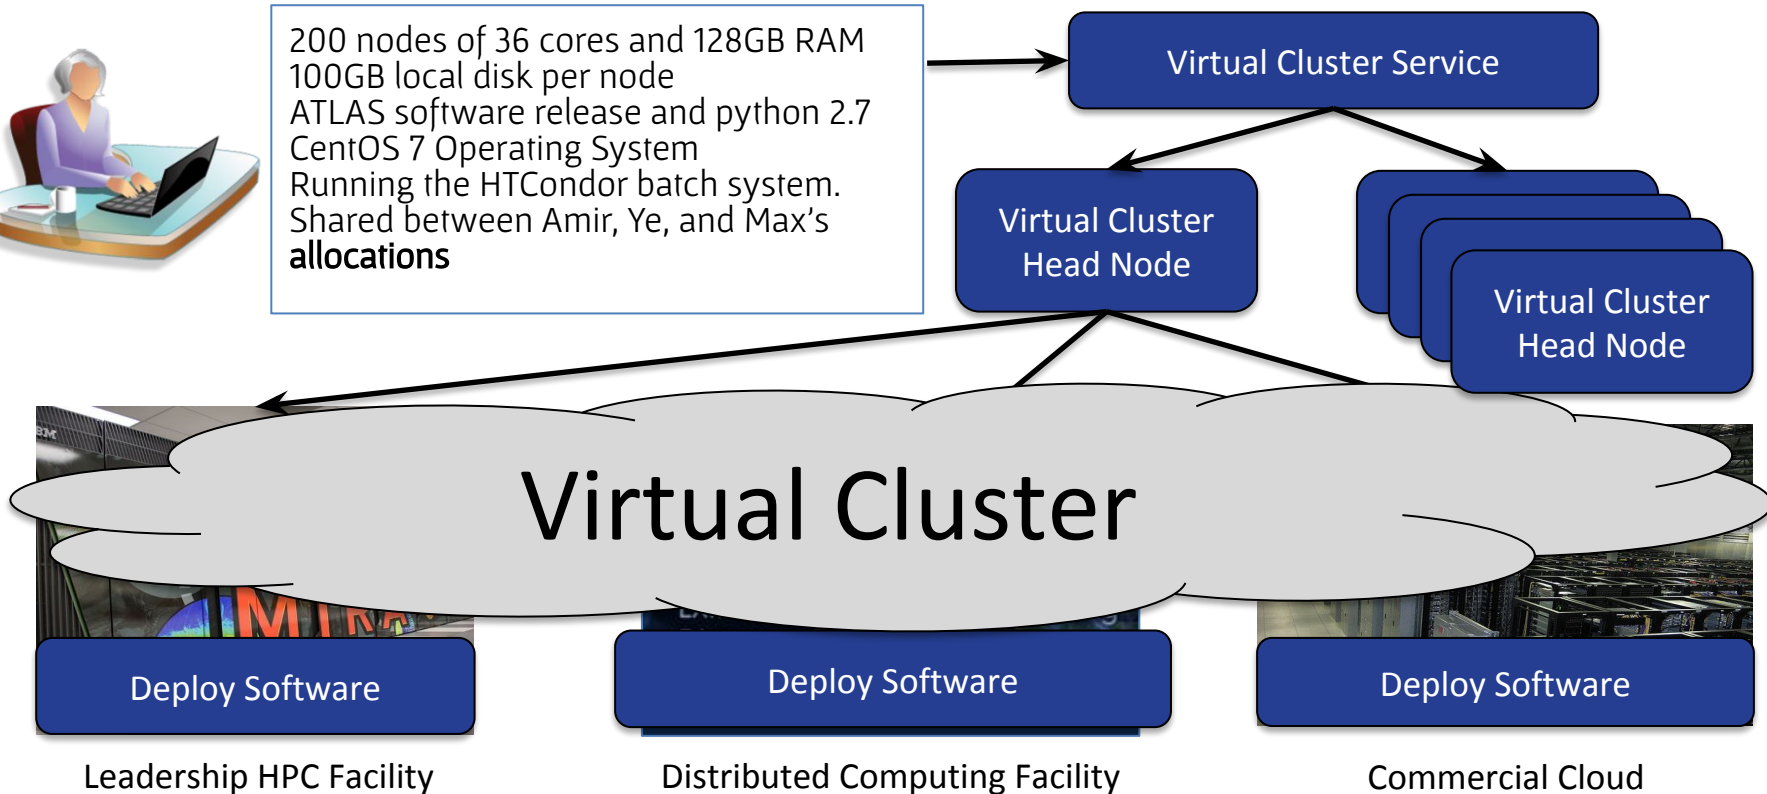 200 nodes of 36 cores and 128GB RAM
100GB local disk per node
ATLAS software release and python 2.7
CentOS 7 Operating System
Running the HTCondor batch system.
Shared between Amir, Ye, and Max’s
allocations
Virtual Cluster Service
Virtual Cluster
Head Node
Virtual Cluster
Head Node
Virtual Cluster
MIRA
Deploy Software
Deploy Software
Deploy Software
Leadership HPC Facility
Distributed Computing Facility
Commercial Cloud